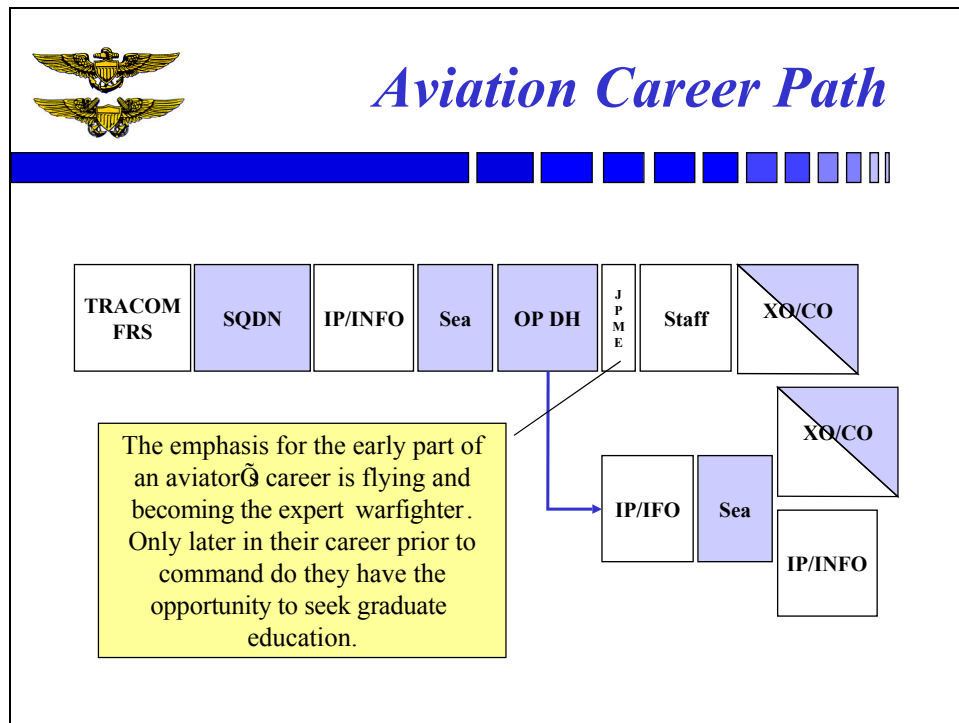 Aviation Career Path
TRACOM
FRS
SQDN
IP/INFO
Sea
OP DH
J
P
M
E
Staff
XO/CO
XO/CO
The emphasis for the early part of
an aviatorÕs career is flying and
becoming the expert warfighter.
Only later in their career prior to
command do they have the
opportunity to seek graduate
education.
IP/IFO
Sea
IP/INFO